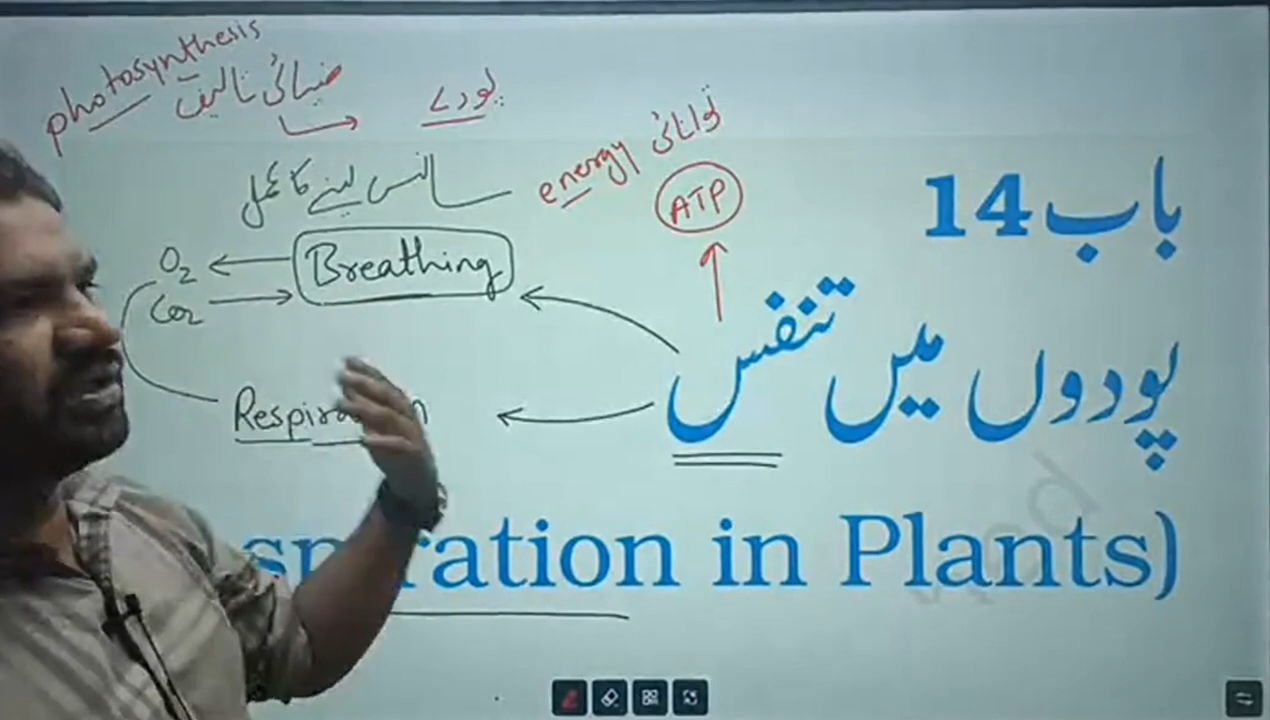 photosynthesis
ضیائی تالیف
پودے
سانس لینے کا عمل
energy توانائی
ATP
باب 14
O2
Breathing
CO2
پودوں میں تنفس
ration in Plants)